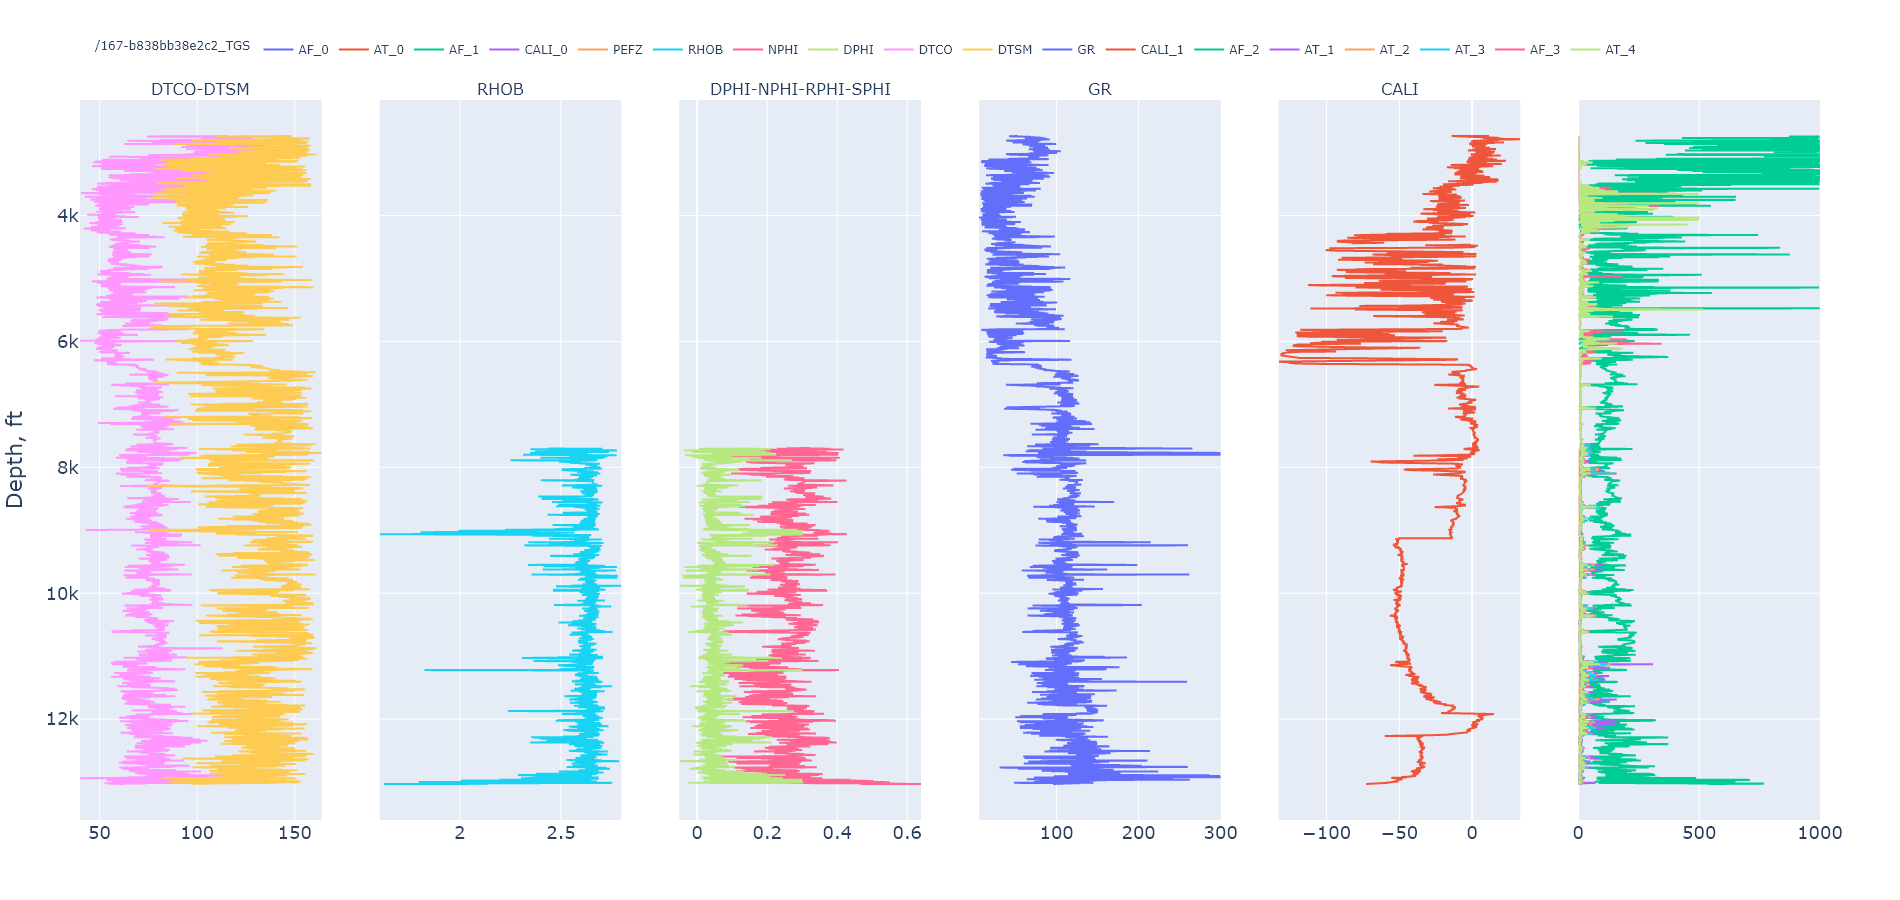 /167-b838bb38e2c2_TGS AF_0 AT_0 AF_1 CALI_0 PEFZ RHOB NPHI DPHI DTCO DTSM GR CALI_1 AF_2 AT_1 AT_2 AT_3 AF_3 AT_4
DTCO-DTSM RHOB DPHI-NPHI-RPHI-SPHI GR CALI
4k
6k
8k
10k
12k
Depth, ft
50 100 150 2 2.5 0 0.2 0.4 0.6 100 200 300 −100 −50 0 0 500 1000